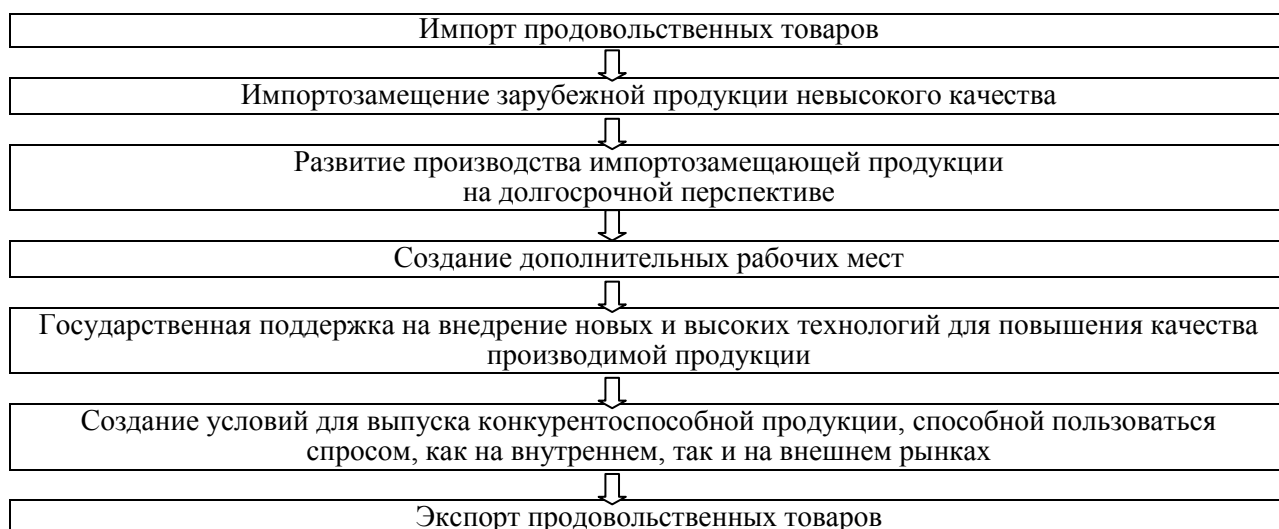 Импорт продовольственных товаров
Импортозамещение зарубежной продукции невысокого качества
Развитие производства импортозамещающей продукции
на долгосрочной перспективе
Создание дополнительных рабочих мест
Государственная поддержка на внедрение новых и высоких технологий для повышения качества
производимой продукции
Создание условий для выпуска конкурентоспособной продукции, способной пользоваться
спросом, как на внутреннем, так и на внешнем рынках
Экспорт продовольственных товаров